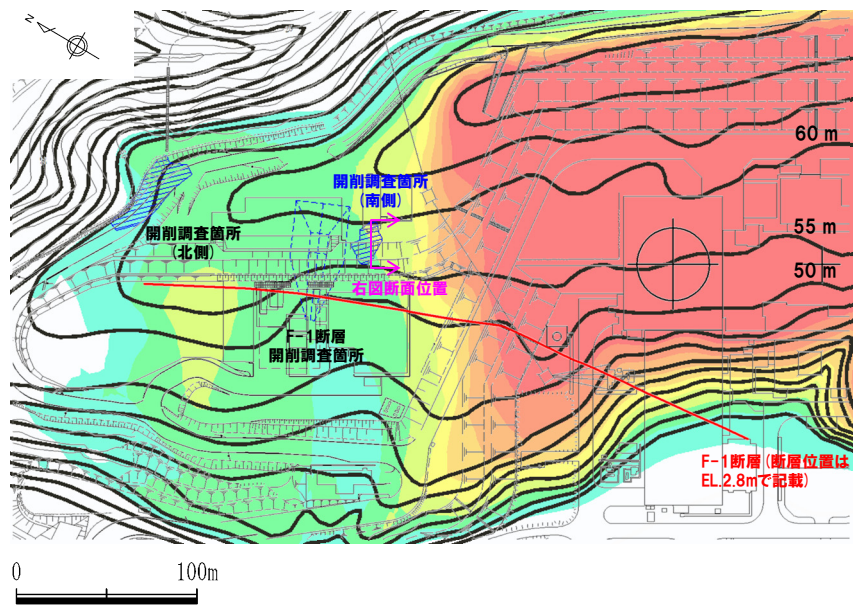 N
60 m
開削調査箇所
(南側)
開削調査箇所
(北側)
55 m
50 m
右図断面位置
F-1断層
開削調査箇所
F-1断層(断層位置は
EL.2.8mで記載)
0 100m